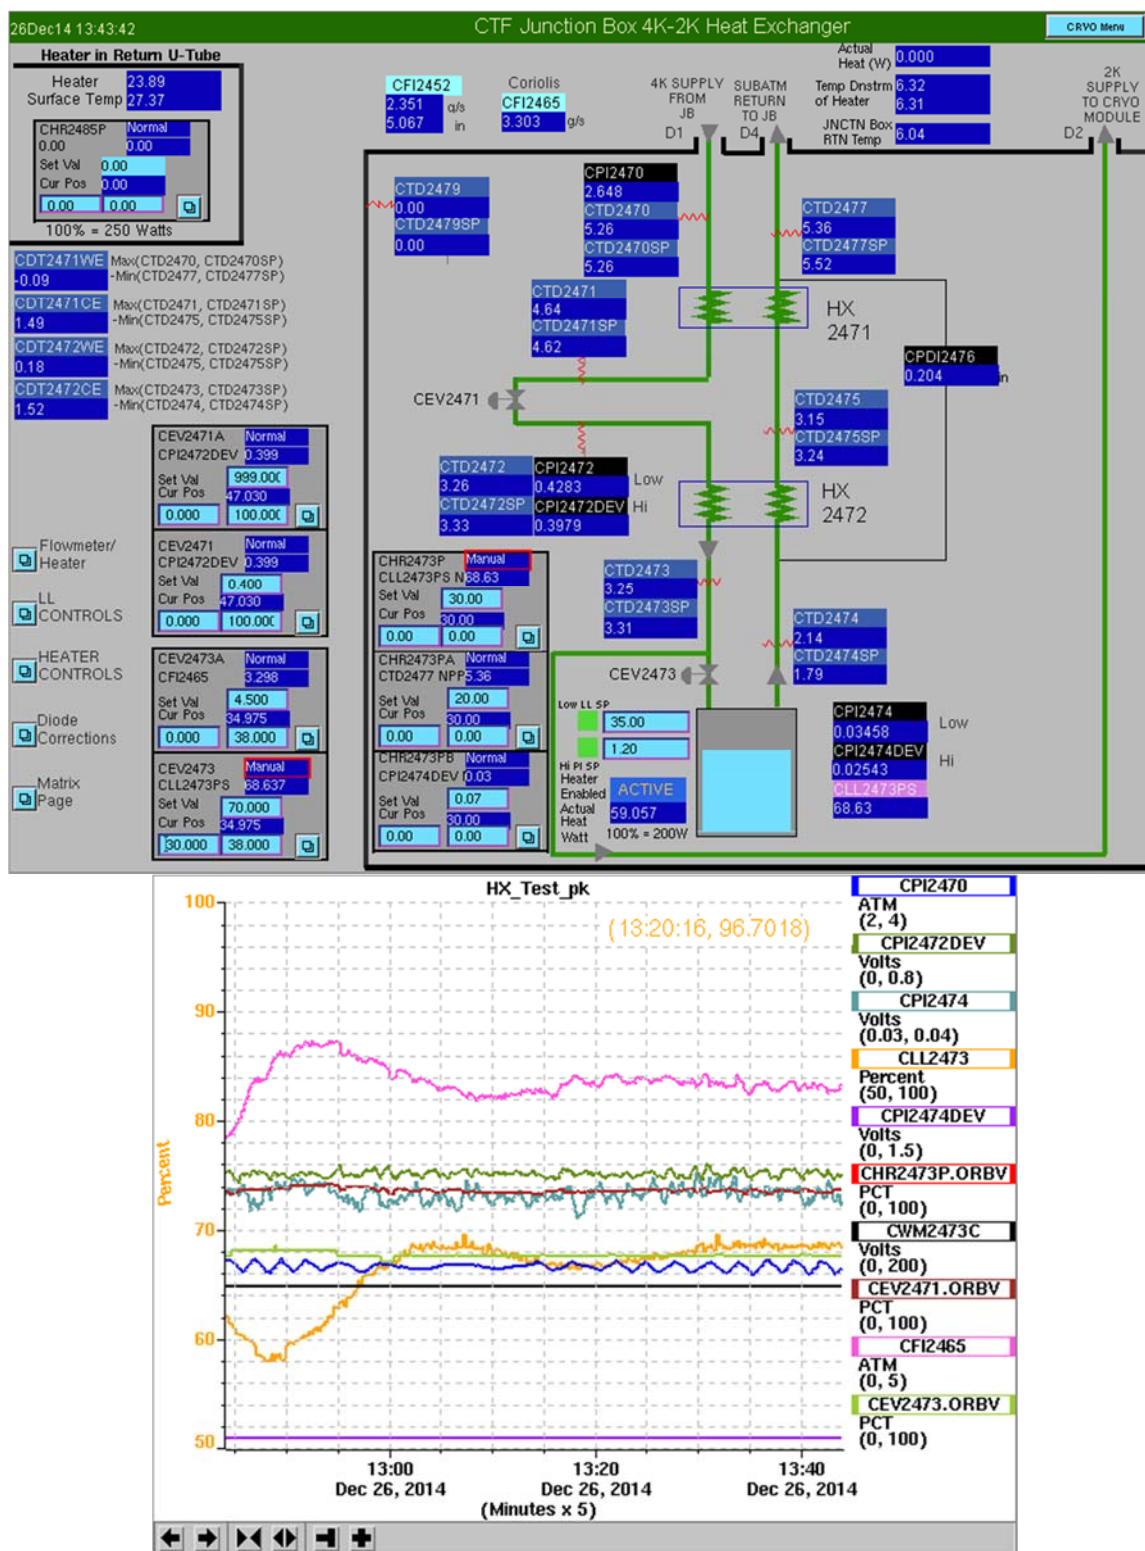 26Dec14 13:43:42
CTF Junction Box 4K-2K Heat Exchanger
CRYO Menu
Heater in Return U-Tube
Heater
Surface Temp
23.89
27.37
CHR2485P Normal
0.00 0.00
Set Val 0.00
Cur Pos 0.00
0.00 0.00
100% = 250 Watts
CFI2452
2.351 g/s
5.067 in
Coriolis
CFI2465
3.303 g/s
4K SUPPLY
FROM
JB
D1
SUBATM
RETURN
TO JB
D4
Actual
Heat (W) 0.000
Temp Dnstrm 6.32
of Heater 6.31
JNCTN Box
RTN Temp 6.04
2K
SUPPLY
TO CRYO
MODULE
D2
CDT2471WE Max(CTD2470, CTD2470SP)
-0.09 -Min(CTD2477, CTD2477SP)
CDT2471CE Max(CTD2471, CTD2471SP)
1.49 -Min(CTD2475, CTD2475SP)
CDT2472WE Max(CTD2472, CTD2472SP)
0.18 -Min(CTD2475, CTD2475SP)
CDT2472CE Max(CTD2473, CTD2473SP)
1.52 -Min(CTD2474, CTD2474SP)
CTD2479
0.00
CTD2479SP
0.00
CPI2470
2.648
CTD2470
5.26
CTD2470SP
5.26
CTD2477
5.36
CTD2477SP
5.52
CTD2471
4.64
CTD2471SP
4.62
HX
2471
CPDI2476
0.204 in
CEV2471
CTD2475
3.15
CTD2475SP
3.24
CTD2472
3.26
CTD2472SP
3.33
CPI2472
0.4283 Low
CPI2472DEV Hi
0.3979
HX
2472
CEV2471A Normal
CPI2472DEV 0.399
Set Val 999.000
Cur Pos 47.030
0.000 100.000
CEV2471 Normal
CPI2472DEV 0.399
Set Val 0.400
Cur Pos 47.030
0.000 100.000
CEV2473A Normal
CFI2465 3.298
Set Val 4.500
Cur Pos 34.975
0.000 38.000
CEV2473 Manual
CLL2473PS 68.637
Set Val 70.000
Cur Pos 34.975
30.000 38.000
Flowmeter/
Heater
LL
CONTROLS
HEATER
CONTROLS
Diode
Corrections
Matrix
Page
CHR2473P Manual
CLL2473PS N 68.63
Set Val 30.00
Cur Pos 30.00
0.00 0.00
CHR2473PA Normal
CTD2477 NPP 5.36
Set Val 20.00
Cur Pos 30.00
0.00 0.00
CHR2473PB Normal
CPI2474DEV 0.03
Set Val 0.07
Cur Pos 30.00
0.00 0.00
CTD2473
3.25
CTD2473SP
3.31
CTD2474
2.14
CTD2474SP
1.79
CEV2473
Low LL SP
35.00
1.20
Hi PI SP
Heater
Enabled ACTIVE
Actual
Heat 59.057
Watt 100% = 200W
CPI2474
0.03458 Low
CPI2474DEV
0.02543 Hi
CLL2473PS
68.63
HX_Test_pk
(13:20:16, 96.7018)
100
90
80
70
60
50
Percent
13:00 13:20 13:40
Dec 26, 2014 Dec 26, 2014 Dec 26, 2014
(Minutes x 5)
CPI2470
ATM
(2, 4)
CPI2472DEV
Volts
(0, 0.8)
CPI2474
Volts
(0.03, 0.04)
CLL2473
Percent
(50, 100)
CPI2474DEV
Volts
(0, 1.5)
CHR2473P.ORBV
PCT
(0, 100)
CWM2473C
Volts
(0, 200)
CEV2471.ORBV
PCT
(0, 100)
CFI2465
ATM
(0, 5)
CEV2473.ORBV
PCT
(0, 100)